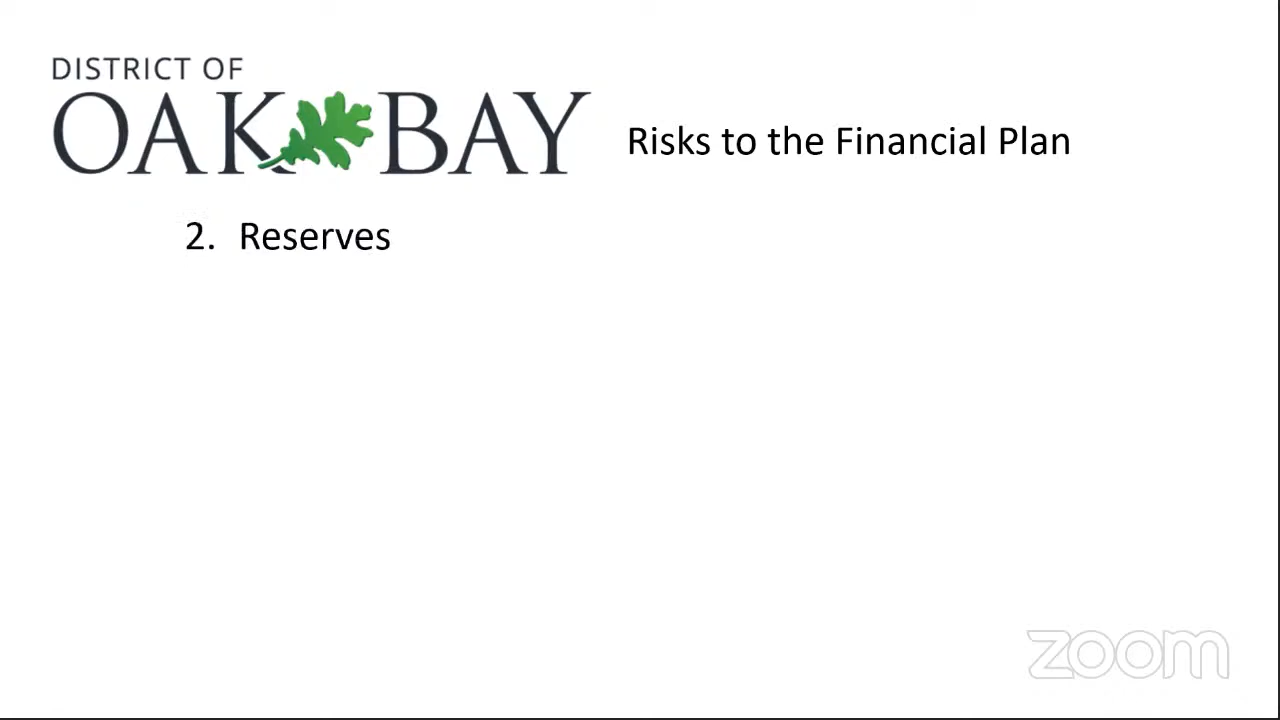 DISTRICT OF
OAK BAY
Risks to the Financial Plan
2. Reserves
zoom